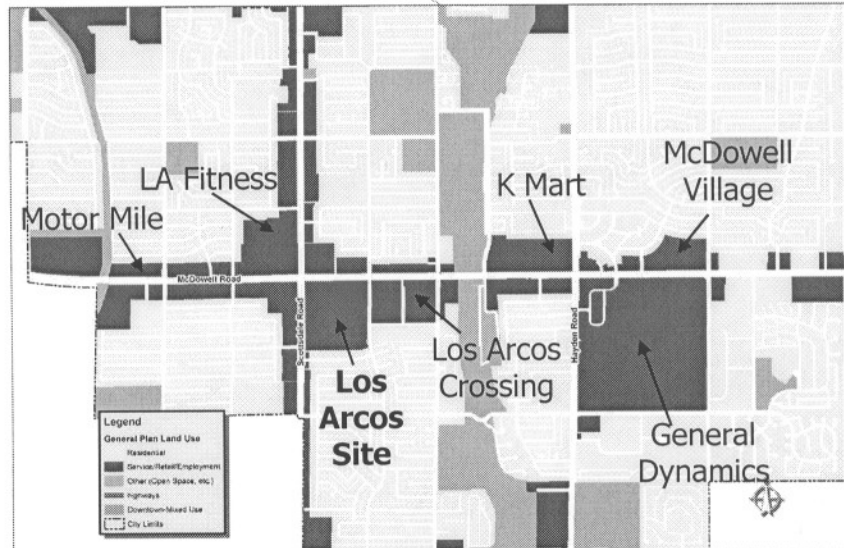 McDowell
Village
LA Fitness
K Mart
Motor Mile
McDowell Road
Scottsdale Road
Hayden Road
Los Arcos
Crossing
Los
Arcos
Site
General
Dynamics
Legend
General Plan Land Use
Residential
Service/Retail/Employment
Other (Open Space, etc.)
Highways
Downtown-Mixed Use
City Limits